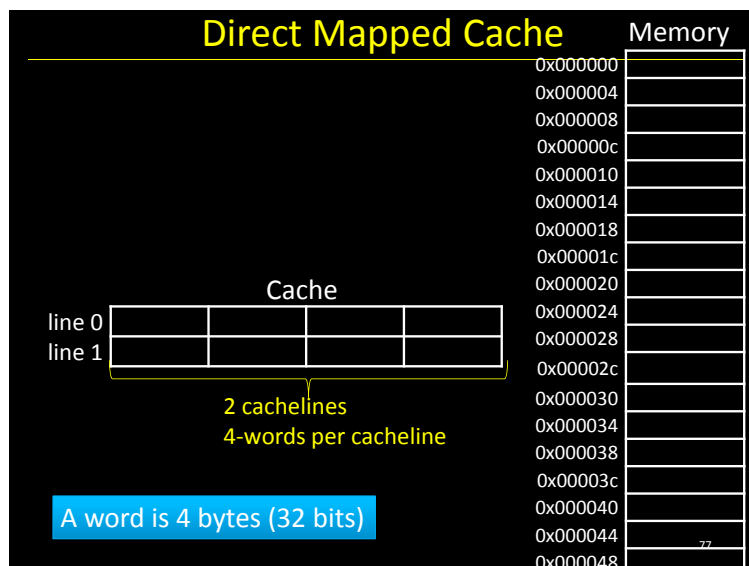 Direct Mapped Cache
Memory
0x000000
0x000004
0x000008
0x00000c
0x000010
0x000014
0x000018
0x00001c
0x000020
0x000024
0x000028
0x00002c
0x000030
0x000034
0x000038
0x00003c
0x000040
0x000044
0x000048
Cache
line 0
line 1
2 cachelines
4-words per cacheline
A word is 4 bytes (32 bits)
77